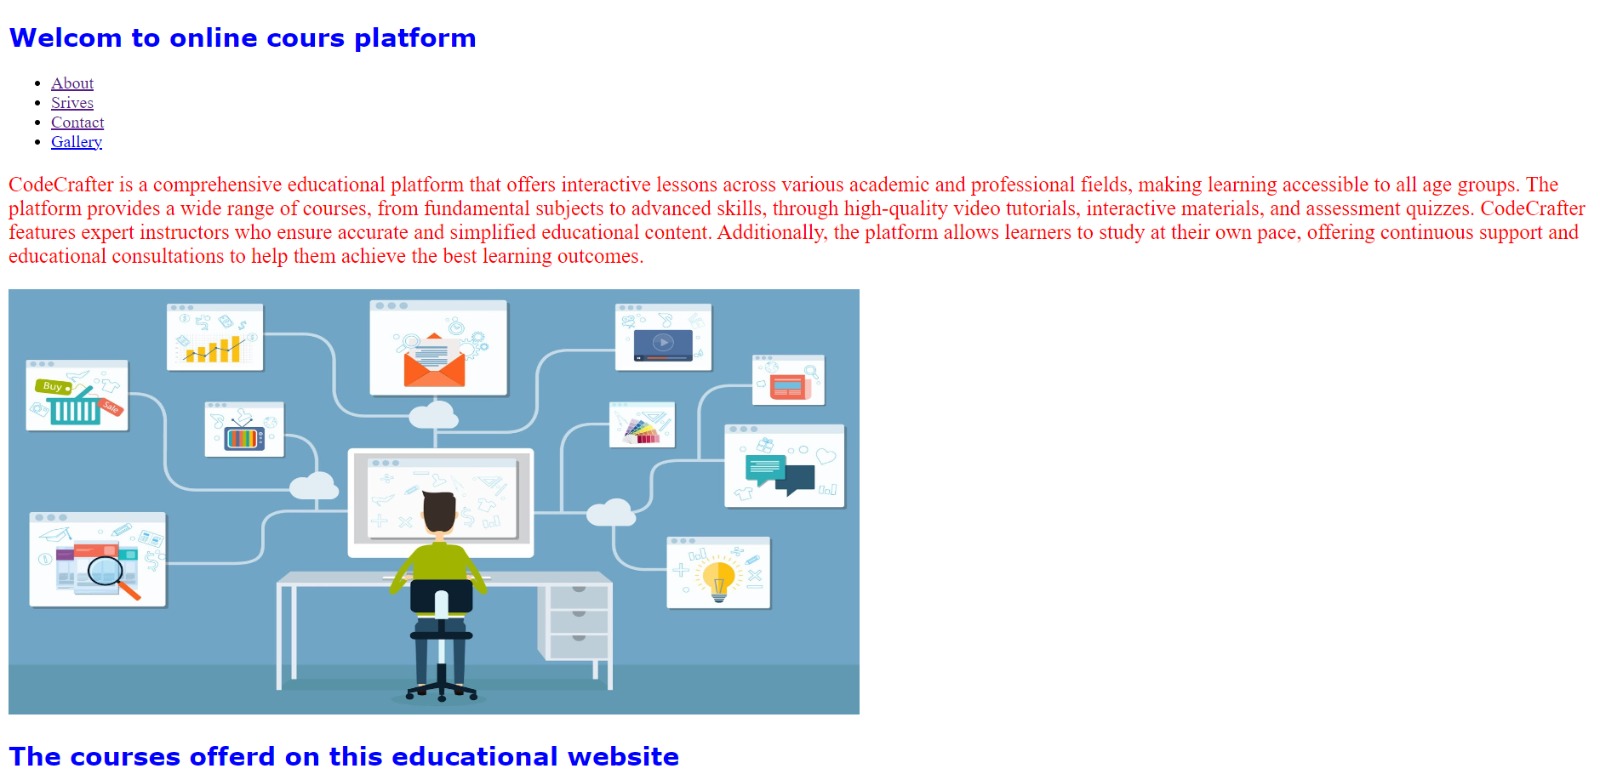 Welcom to online cours platform
About
Srives
Contact
Gallery
CodeCrafter is a comprehensive educational platform that offers interactive lessons across various academic and professional fields, making learning accessible to all age groups. The
platform provides a wide range of courses, from fundamental subjects to advanced skills, through high-quality video tutorials, interactive materials, and assessment quizzes. CodeCrafter
features expert instructors who ensure accurate and simplified educational content. Additionally, the platform allows learners to study at their own pace, offering continuous support and
educational consultations to help them achieve the best learning outcomes.
Buy
Sale
The courses offerd on this educational website